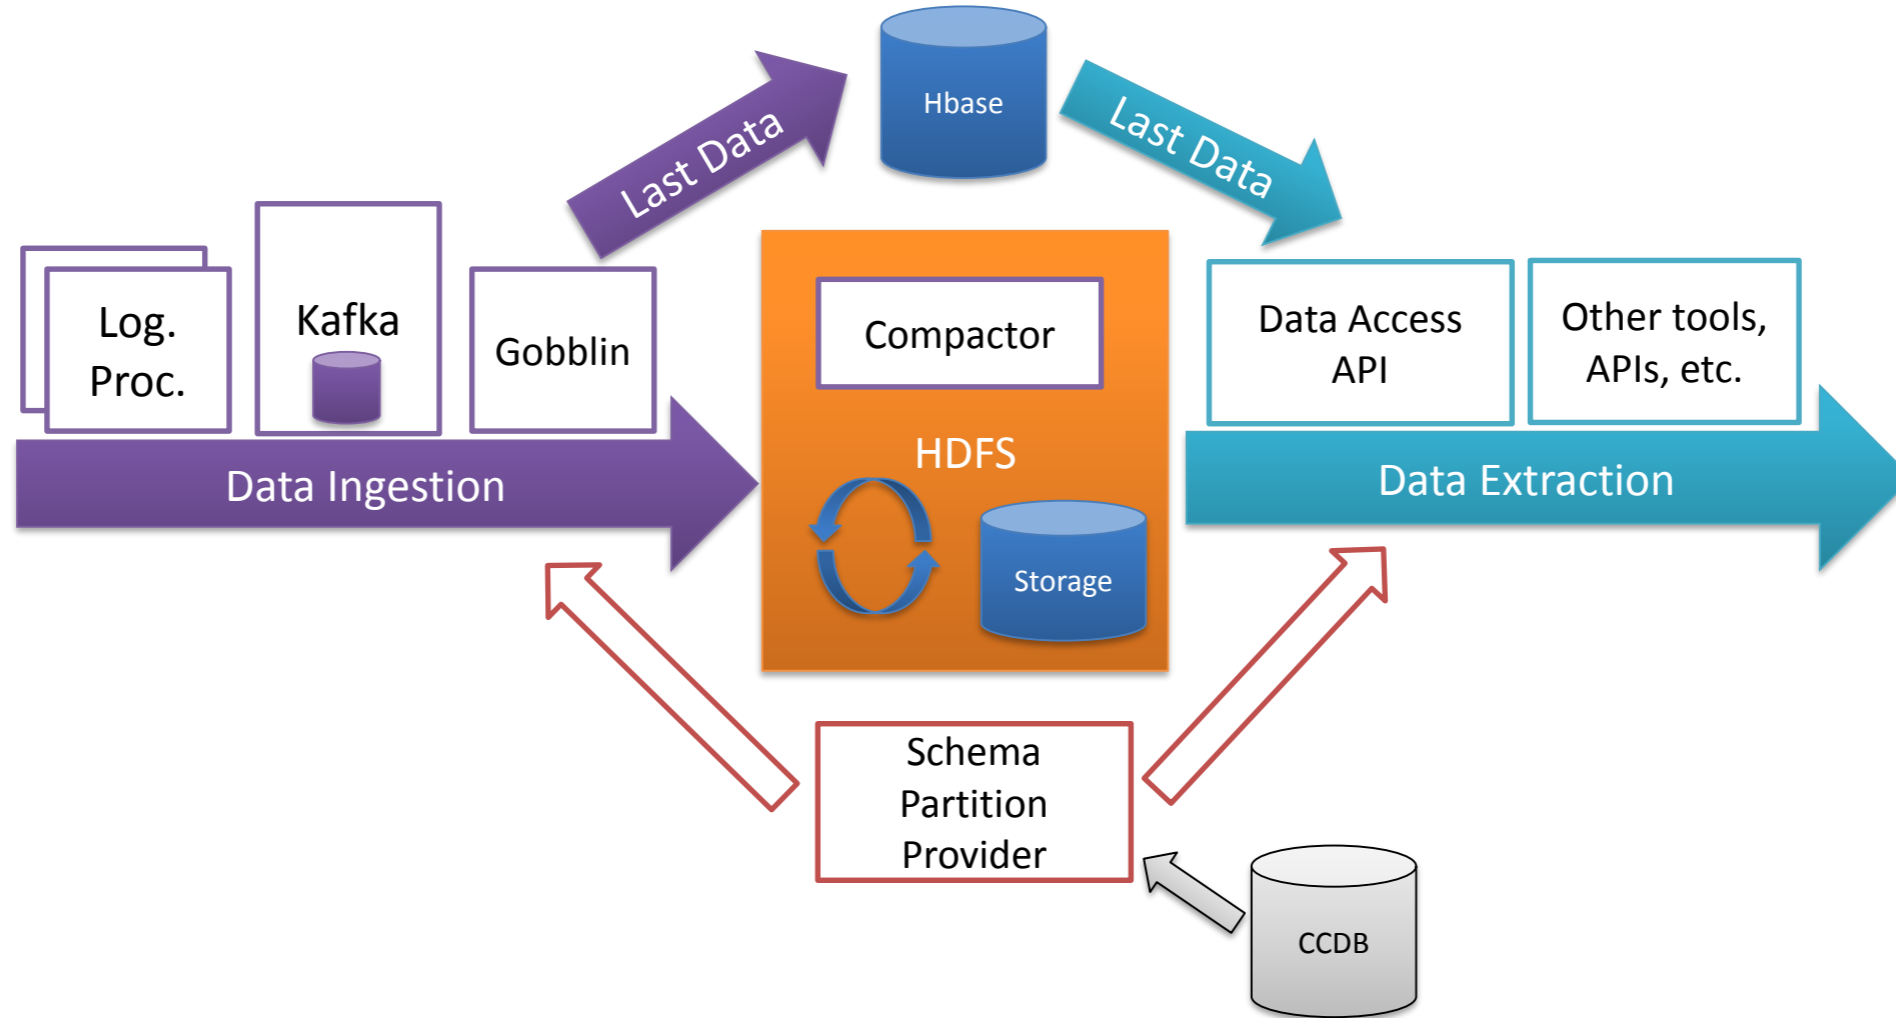 Hbase
Last Data
Last Data
Log.
Proc.
Kafka
Gobblin
Compactor
Data Access
API
Other tools,
APIs, etc.
Data Ingestion
HDFS
Storage
Data Extraction
Schema
Partition
Provider
CCDB